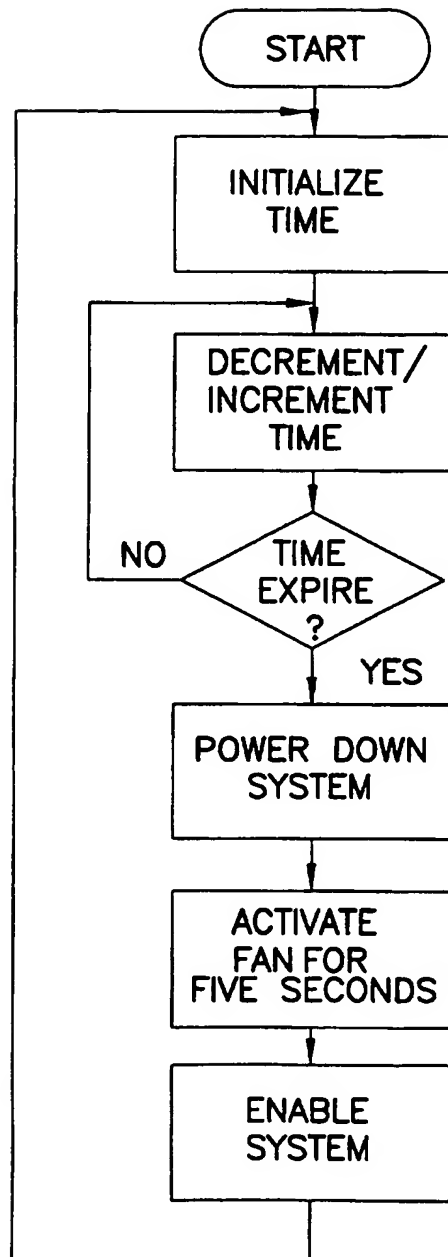 START
INITIALIZE
TIME
DECREMENT/
INCREMENT
TIME
TIME
EXPIRE
?
NO
YES
POWER DOWN
SYSTEM
ACTIVATE
FAN FOR
FIVE SECONDS
ENABLE
SYSTEM